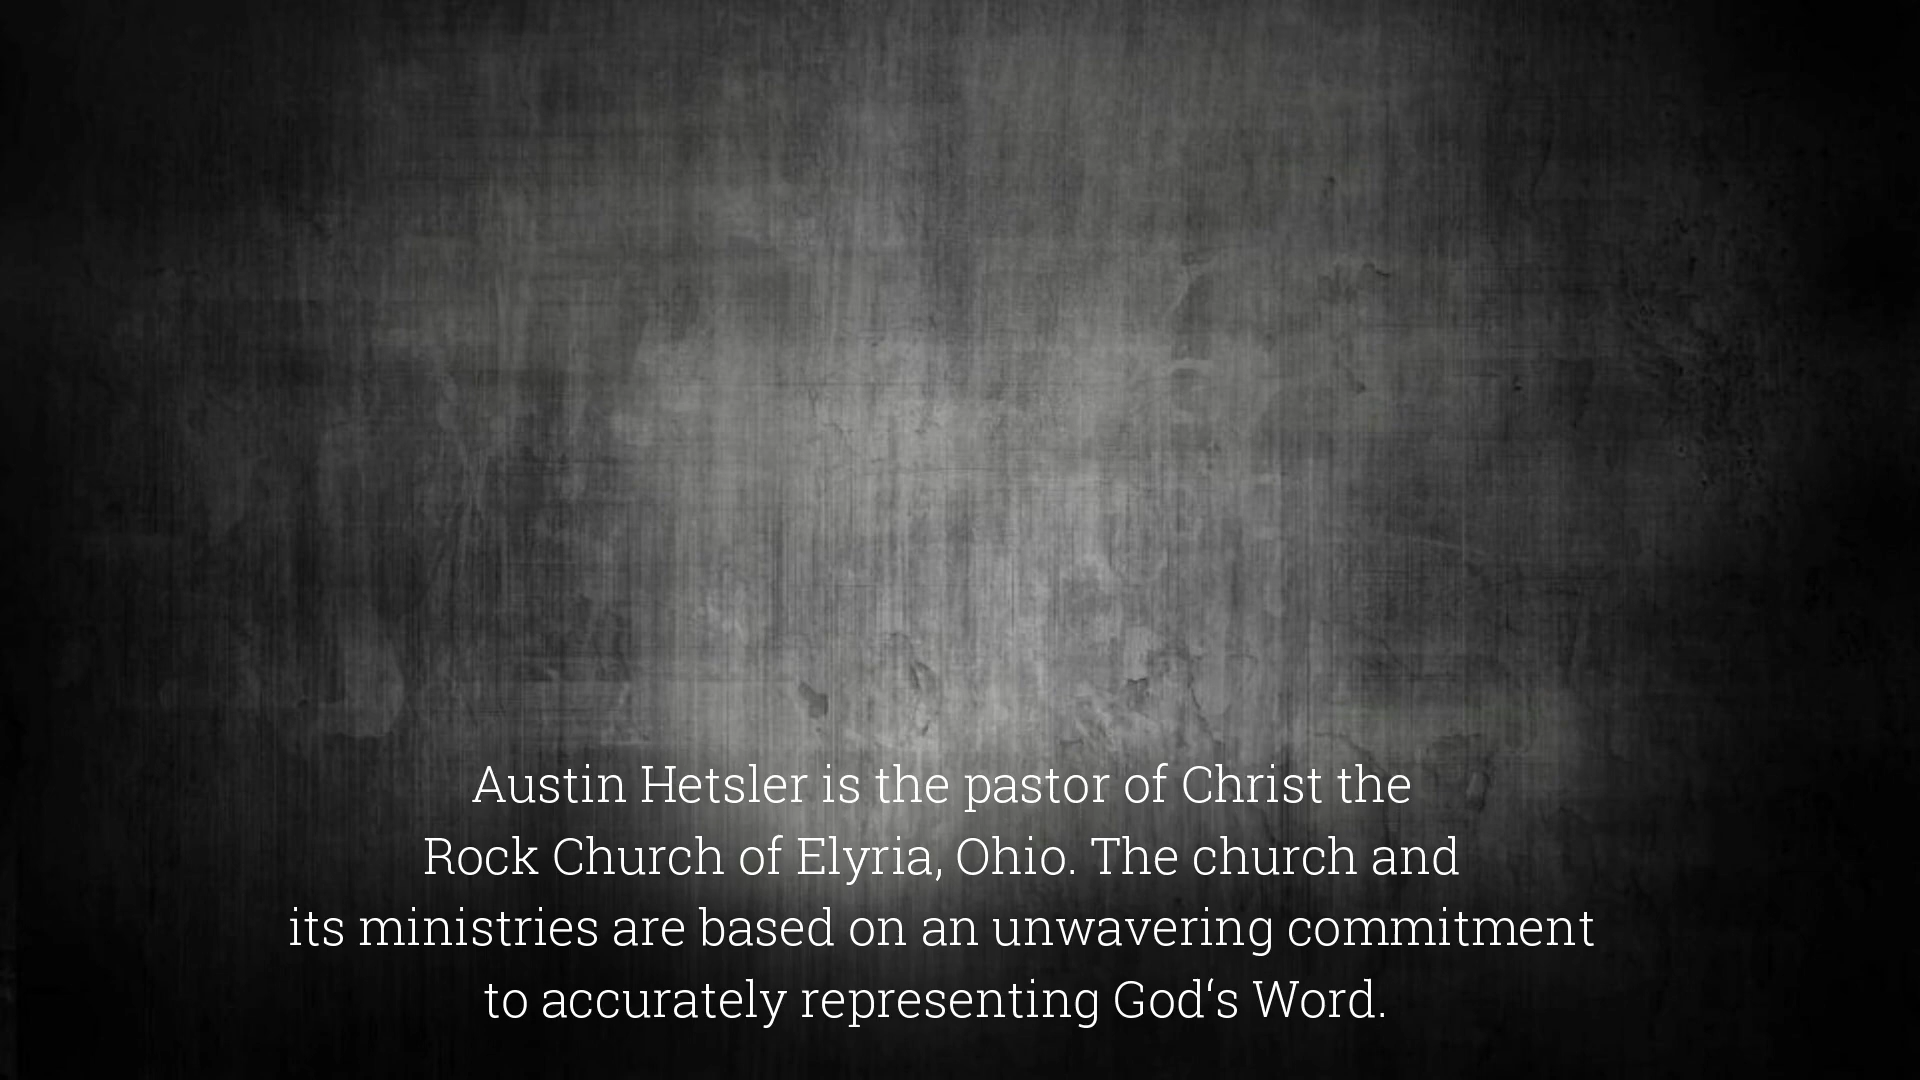 Austin Hetsler is the pastor of Christ the
Rock Church of Elyria, Ohio. The church and
its ministries are based on an unwavering commitment
to accurately representing God‘s Word.